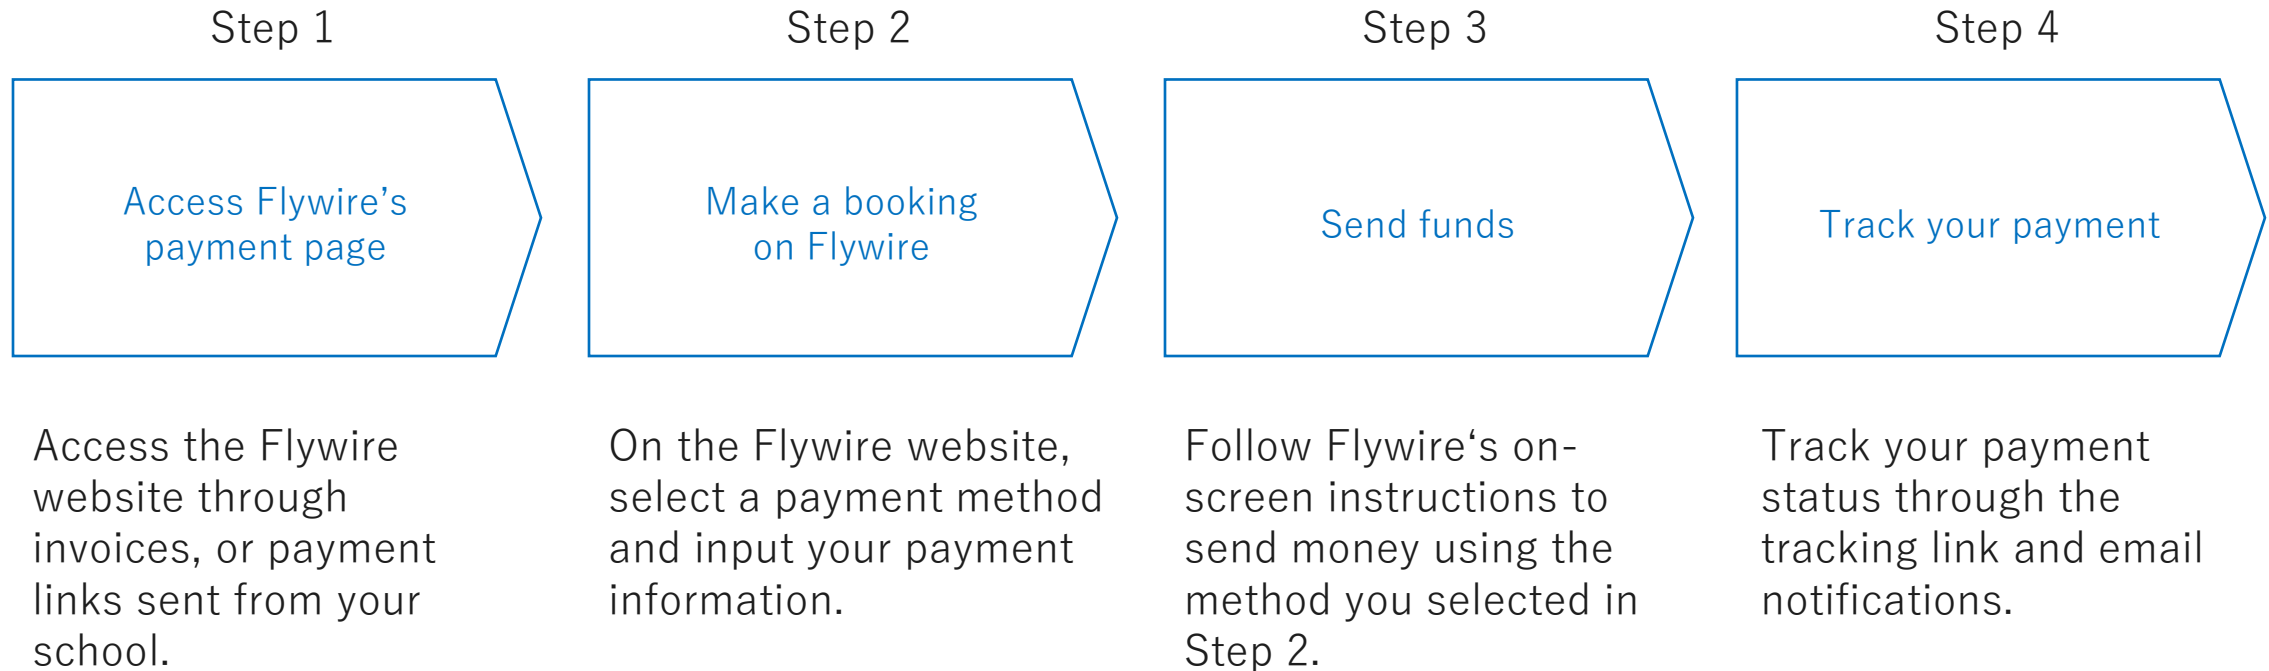 Step 1
Access Flywire’s
payment page
Access the Flywire
website through
invoices, or payment
links sent from your
school.
Step 2
Make a booking
on Flywire
On the Flywire website,
select a payment method
and input your payment
information.
Step 3
Send funds
Follow Flywire‘s on-
screen instructions to
send money using the
method you selected in
Step 2.
Step 4
Track your payment
Track your payment
status through the
tracking link and email
notifications.